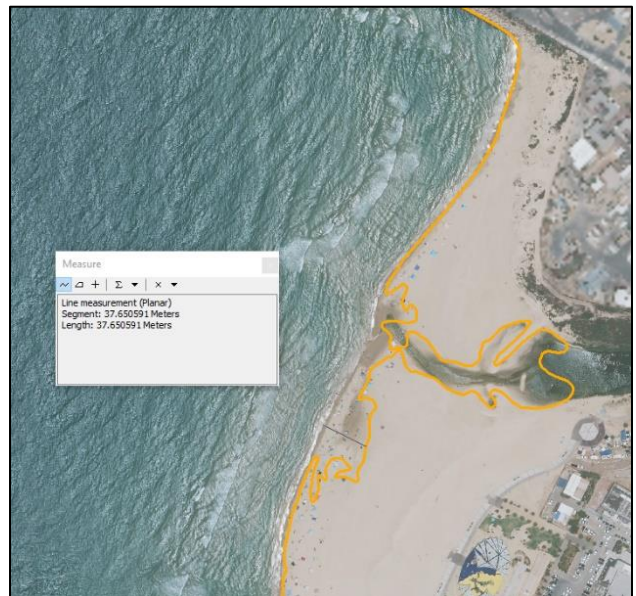 Measure
Line measurement (Planar)
Segment: 37.650591 Meters
Length: 37.650591 Meters